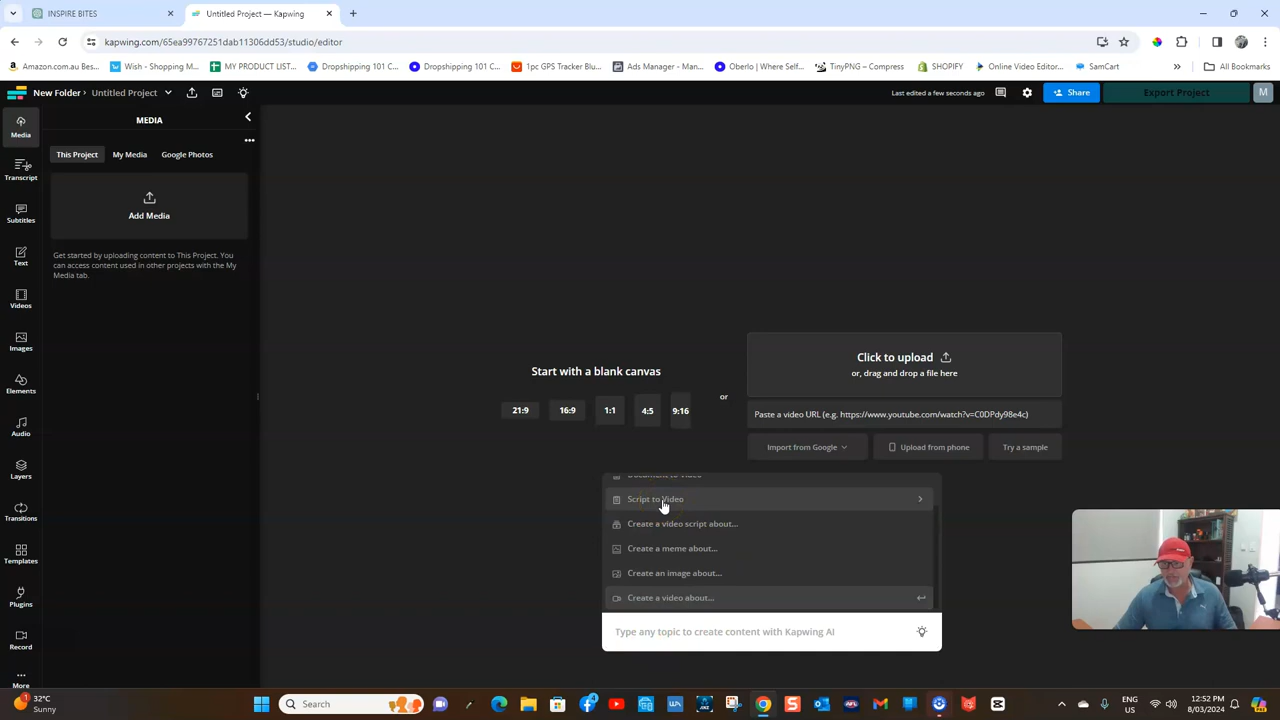 INSPIRE BITES
Untitled Project — Kapwing
kapwing.com/65ea99767251dab11306dd53/studio/editor
Amazon.com.au Bes...
Wish - Shopping M...
MY PRODUCT LIST...
Dropshipping 101 C...
Dropshipping 101 C...
1pc GPS Tracker Blu...
Ads Manager - Man...
Oberlo | Where Self...
TinyPNG – Compress
SHOPIFY
Online Video Editor...
SamCart
All Bookmarks
New Folder
Untitled Project
Last edited a few seconds ago
Share
Export Project
M
Media
Transcript
Subtitles
Text
Videos
Images
Elements
Audio
Layers
Transitions
Templates
Plugins
Record
More
MEDIA
This Project
My Media
Google Photos
Add Media
Get started by uploading content to This Project. You
can access content used in other projects with the My
Media tab.
Start with a blank canvas
21:9
16:9
1:1
4:5
9:16
or
Click to upload
or, drag and drop a file here
Paste a video URL (e.g. https://www.youtube.com/watch?v=C0DPdy98e4c)
Import from Google
Upload from phone
Try a sample
Document to Video
Script to Video
Create a video script about...
Create a meme about...
Create an image about...
Create a video about...
Type any topic to create content with Kapwing AI
32°C
Sunny
Search
ENG
US
12:52 PM
8/03/2024